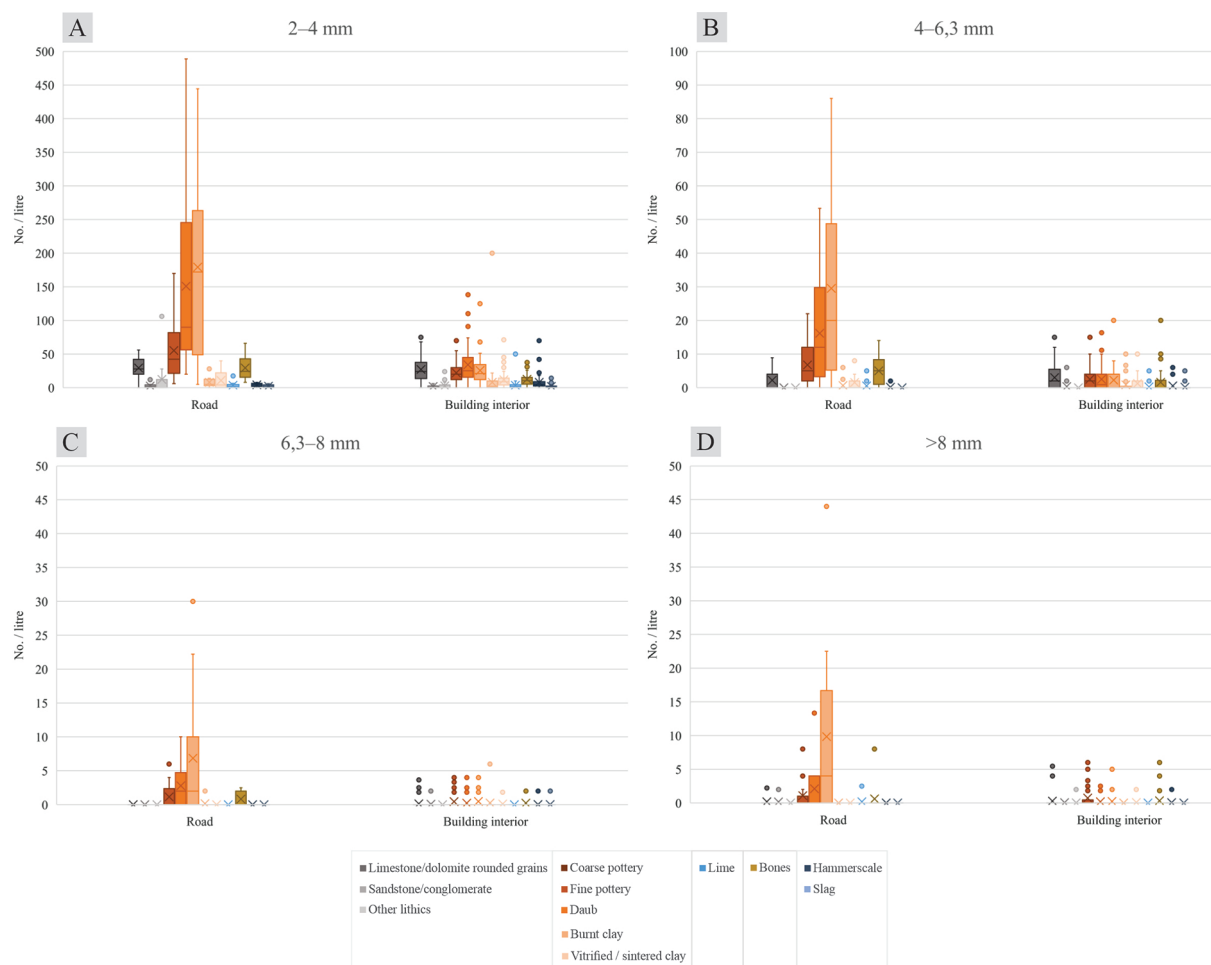 A
2–4 mm
No. / litre
500
450
400
350
300
250
200
150
100
50
0
Road
Building interior
B
4–6,3 mm
No. / litre
100
90
80
70
60
50
40
30
20
10
0
Road
Building interior
C
6,3–8 mm
No. / litre
50
45
40
35
30
25
20
15
10
5
0
Road
Building interior
D
>8 mm
No. / litre
50
45
40
35
30
25
20
15
10
5
0
Road
Building interior
Limestone/dolomite rounded grains
Sandstone/conglomerate
Other lithics
Coarse pottery
Fine pottery
Daub
Burnt clay
Vitrified / sintered clay
Lime
Bones
Hammerscale
Slag